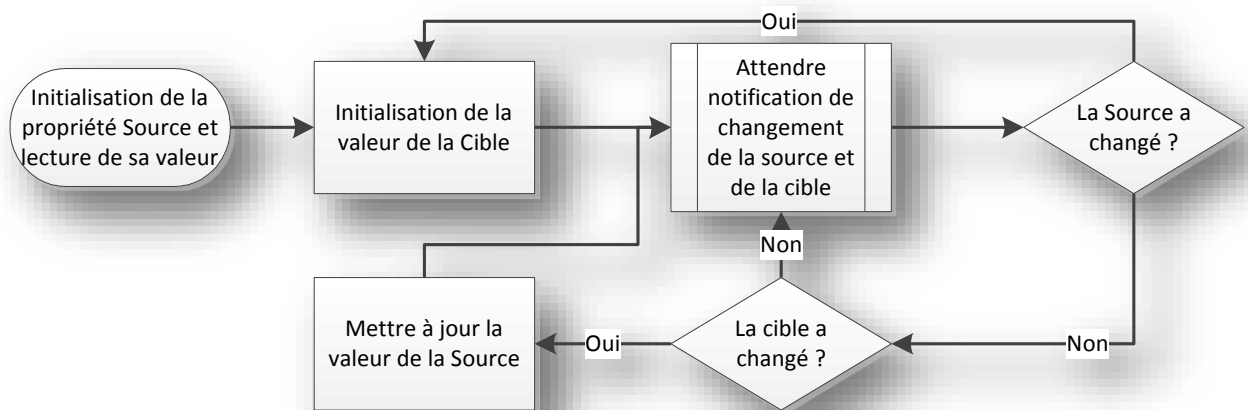 Oui
Initialisation de la
propriété Source et
lecture de sa valeur
Initialisation de la
valeur de la Cible
Attendre
notification de
changement
de la source et
de la cible
La Source a
changé ?
Non
Mettre à jour la
valeur de la Source
Oui
La cible a
changé ?
Non